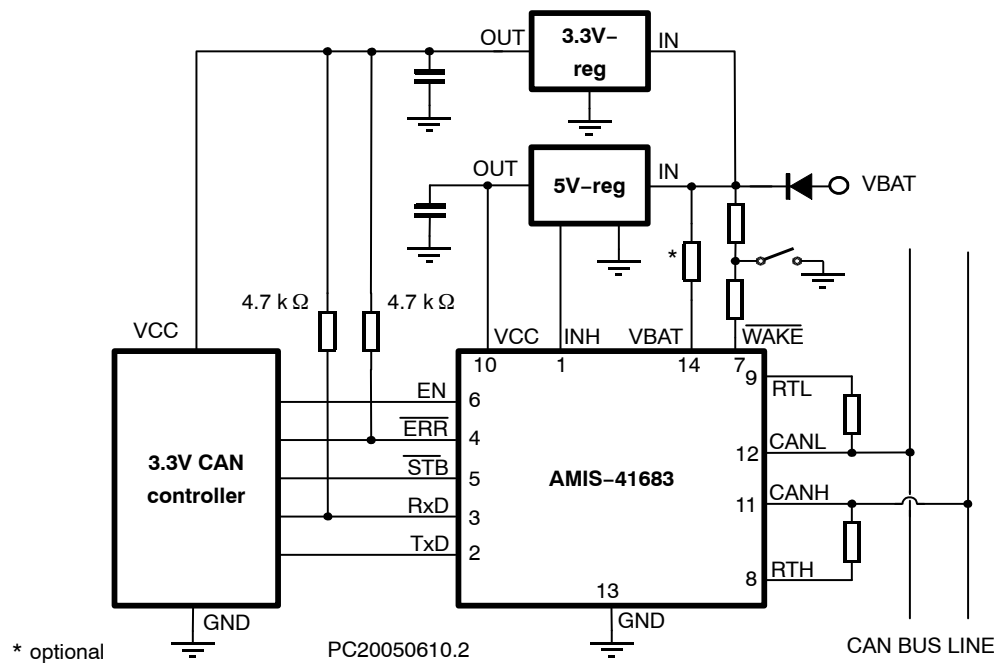 OUT
3.3V–
reg
IN
OUT
5V–reg
IN
VBAT
*
4.7 k Ω
4.7 k Ω
VCC
VCC
INH
VBAT
WAKE
10
1
14
7
9
RTL
EN
6
ERR
4
12
CANL
3.3V CAN
controller
STB
5
AMIS–41683
RxD
3
11
CANH
TxD
2
8
RTH
13
GND
GND
* optional
PC20050610.2
CAN BUS LINE